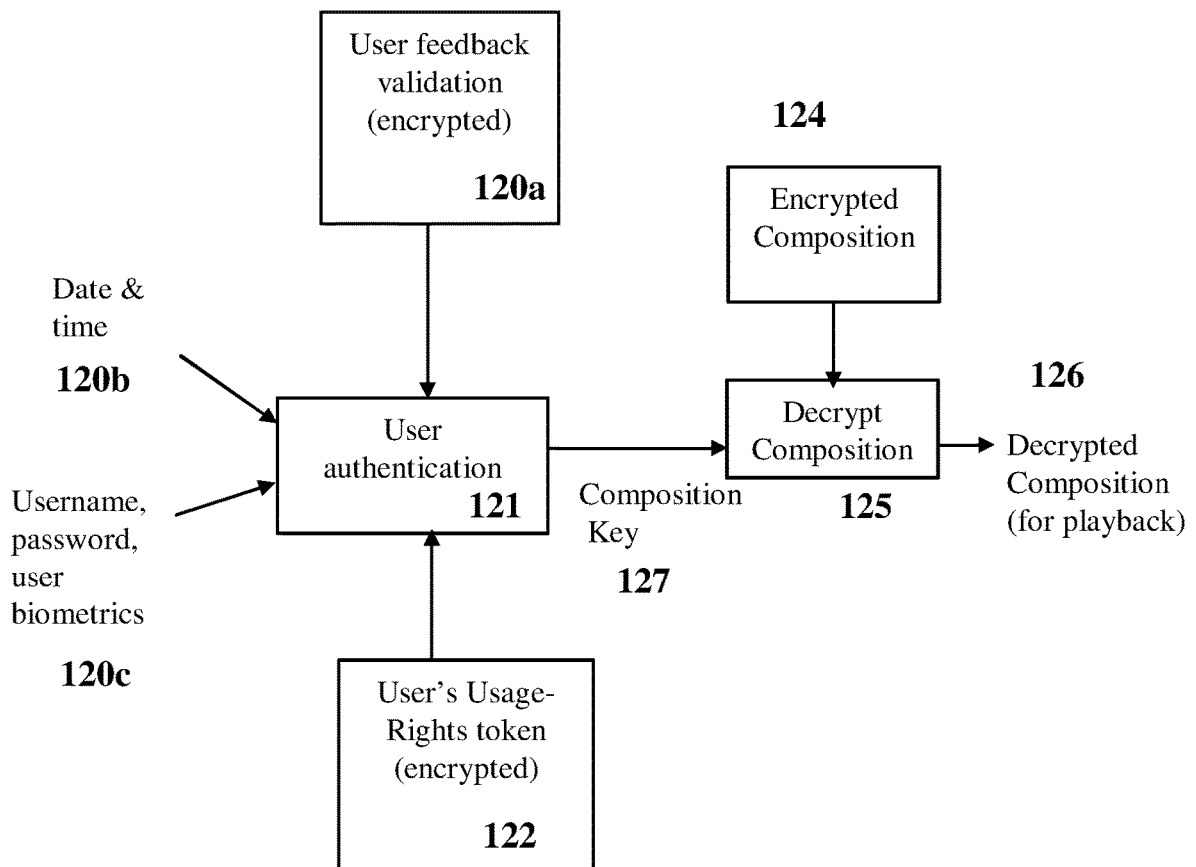 User feedback
validation
(encrypted)
120a
124
Encrypted
Composition
Date &
time
120b
User
authentication
121
Decrypt
Composition
125
126
Decrypted
Composition
(for playback)
Composition
Key
127
Username,
password,
user
biometrics
120c
User’s Usage-
Rights token
(encrypted)
122